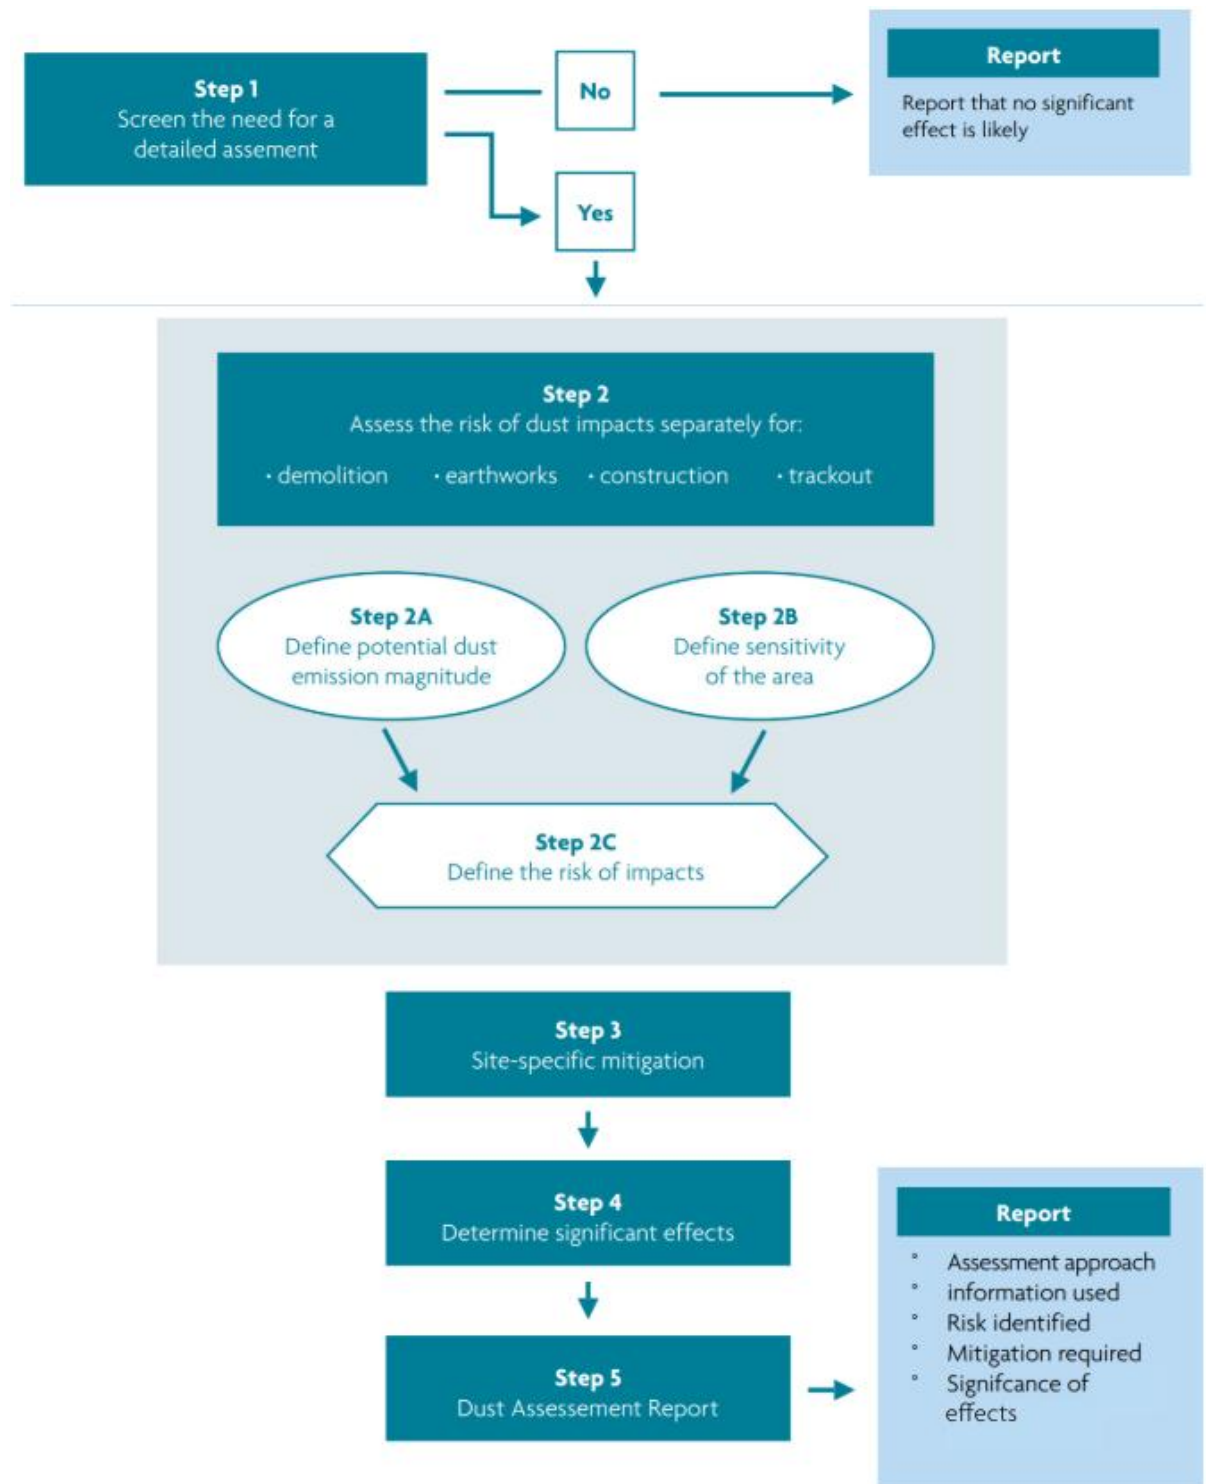 Step 1
Screen the need for a
detailed assement
No
Yes
Report
Report that no significant
effect is likely
Step 2
Assess the risk of dust impacts separately for:
· demolition · earthworks · construction · trackout
Step 2A
Define potential dust
emission magnitude
Step 2B
Define sensitivity
of the area
Step 2C
Define the risk of impacts
Step 3
Site-specific mitigation
Step 4
Determine significant effects
Step 5
Dust Assessement Report
Report
° Assessment approach
° information used
° Risk identified
° Mitigation required
° Signifcance of
effects